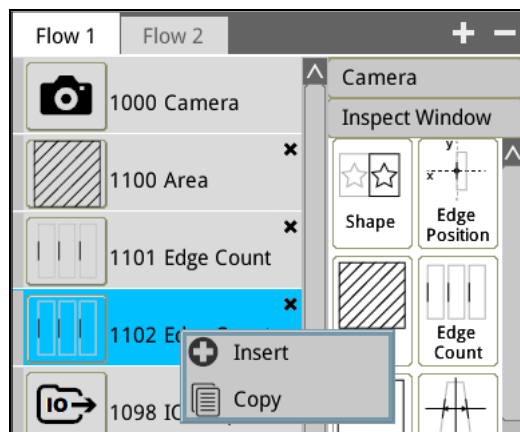 Flow 1
Flow 2
1000 Camera
1100 Area
1101 Edge Count
1102
1098
Insert
Copy
Camera
Inspect Window
y
x
Shape
Edge
Position
Edge
Count
IO